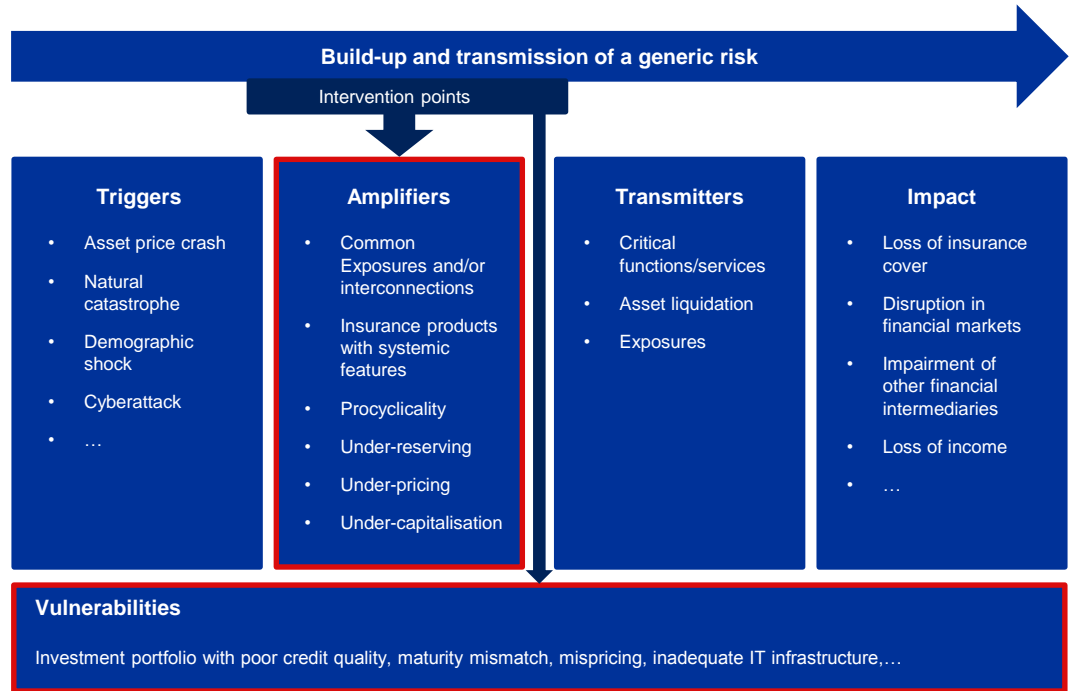 Build-up and transmission of a generic risk
Intervention points
Triggers
• Asset price crash
• Natural
catastrophe
• Demographic
shock
• Cyberattack
• …
Amplifiers
• Common
Exposures and/or
interconnections
• Insurance products
with systemic
features
• Procyclicality
• Under-reserving
• Under-pricing
• Under-capitalisation
Transmitters
• Critical
functions/services
• Asset liquidation
• Exposures
Impact
• Loss of insurance
cover
• Disruption in
financial markets
• Impairment of
other financial
intermediaries
• Loss of income
• …
Vulnerabilities
Investment portfolio with poor credit quality, maturity mismatch, mispricing, inadequate IT infrastructure,…